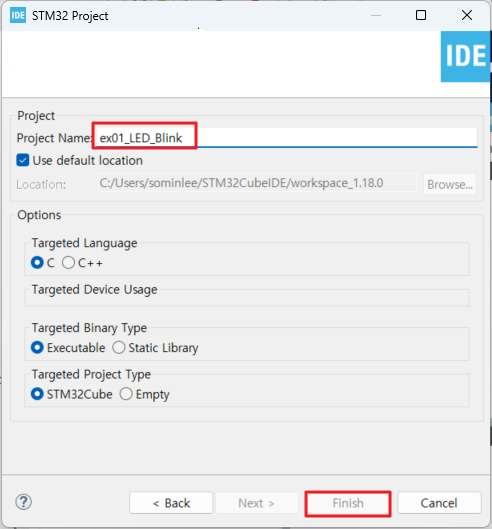 IDE STM32 Project
IDE
Project
Project Name: ex01_LED_Blink
Use default location
Location: C:/Users/sominlee/STM32CubeIDE/workspace_1.18.0 Browse...
Options
Targeted Language
C C++
Targeted Device Usage
Targeted Binary Type
Executable Static Library
Targeted Project Type
STM32Cube Empty
? < Back Next > Finish Cancel